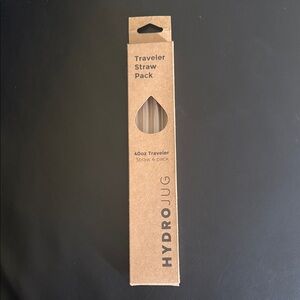 Traveler
Straw
Pack
40oz Traveler
Straw 4 pack
HYDROJUG